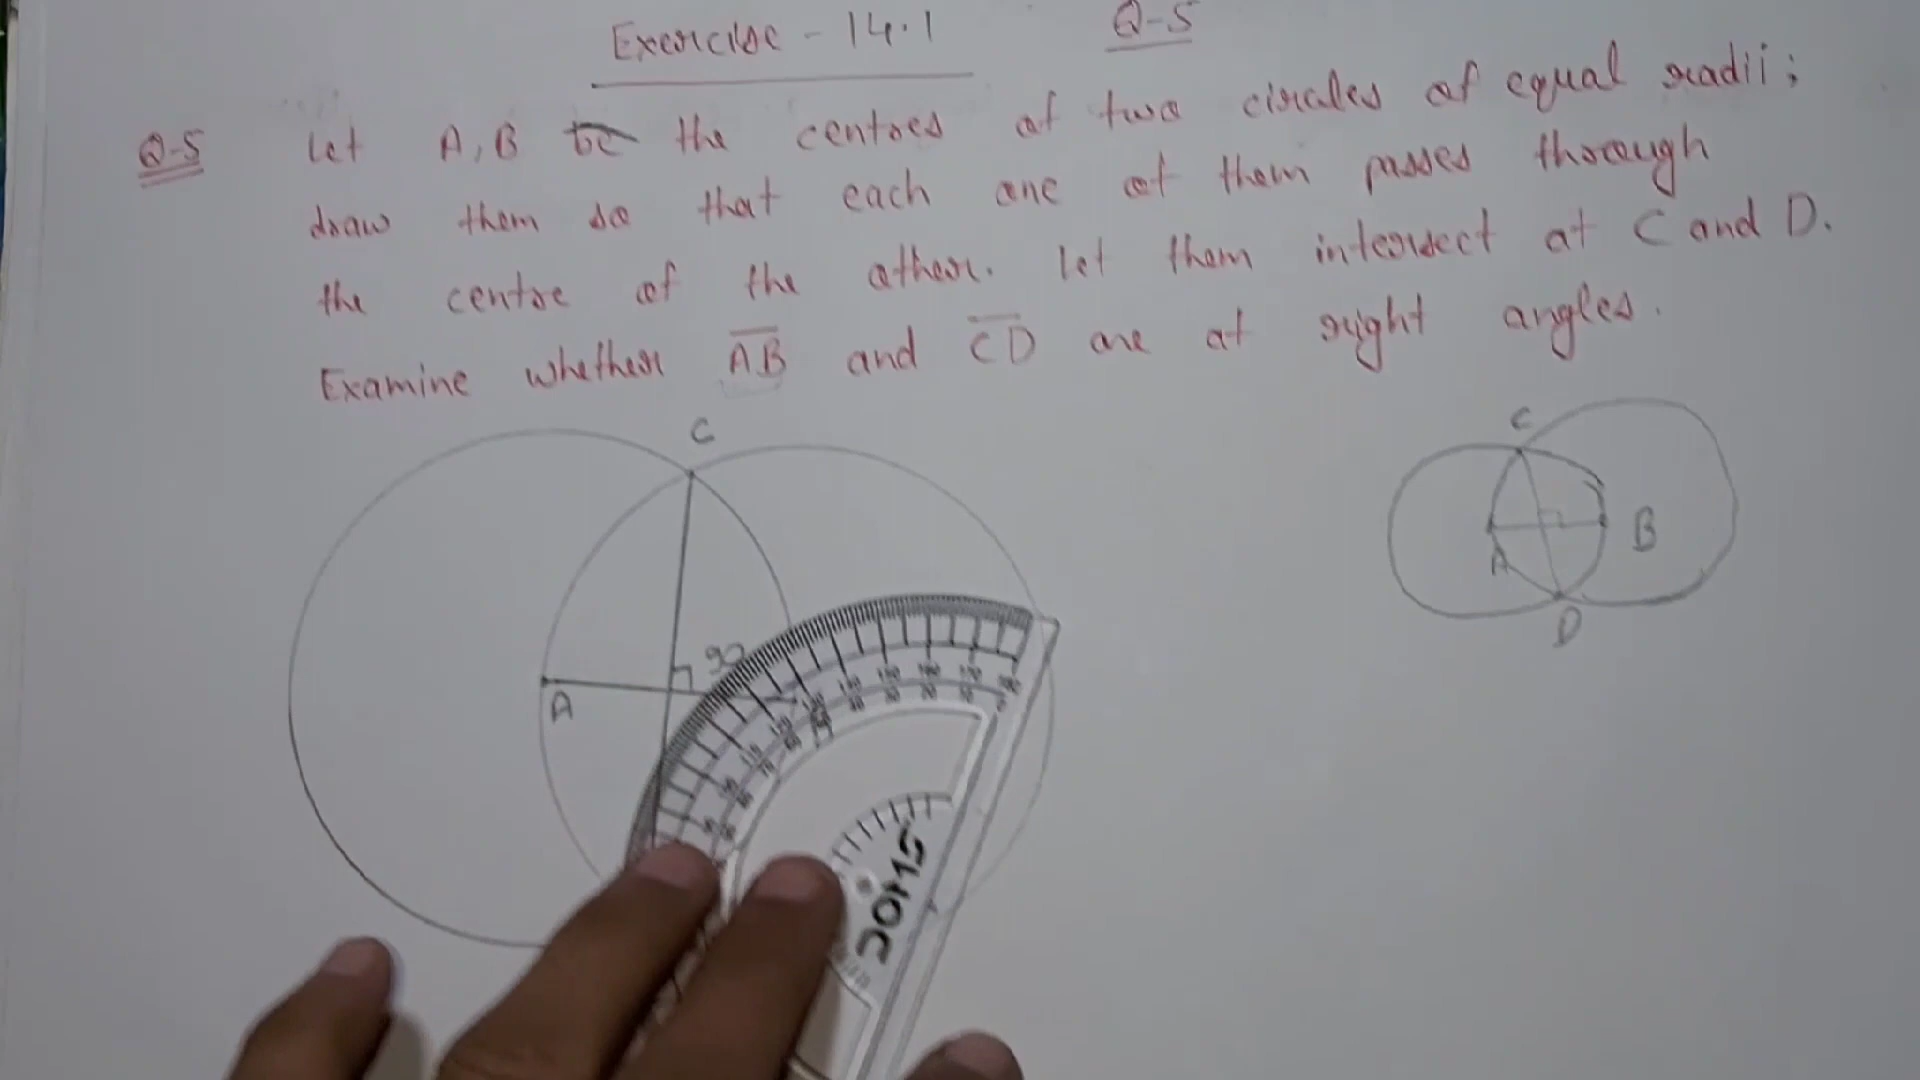 Exercise - 14.1 Q-5
Q-5 Let A, B be the centres of two circles of equal radii;
draw them so that each one of them passes through
the centre of the other. Let them intersect at C and D.
Examine whether AB and CD are at right angles.
C
C
A
B
D
90
A
DOMS